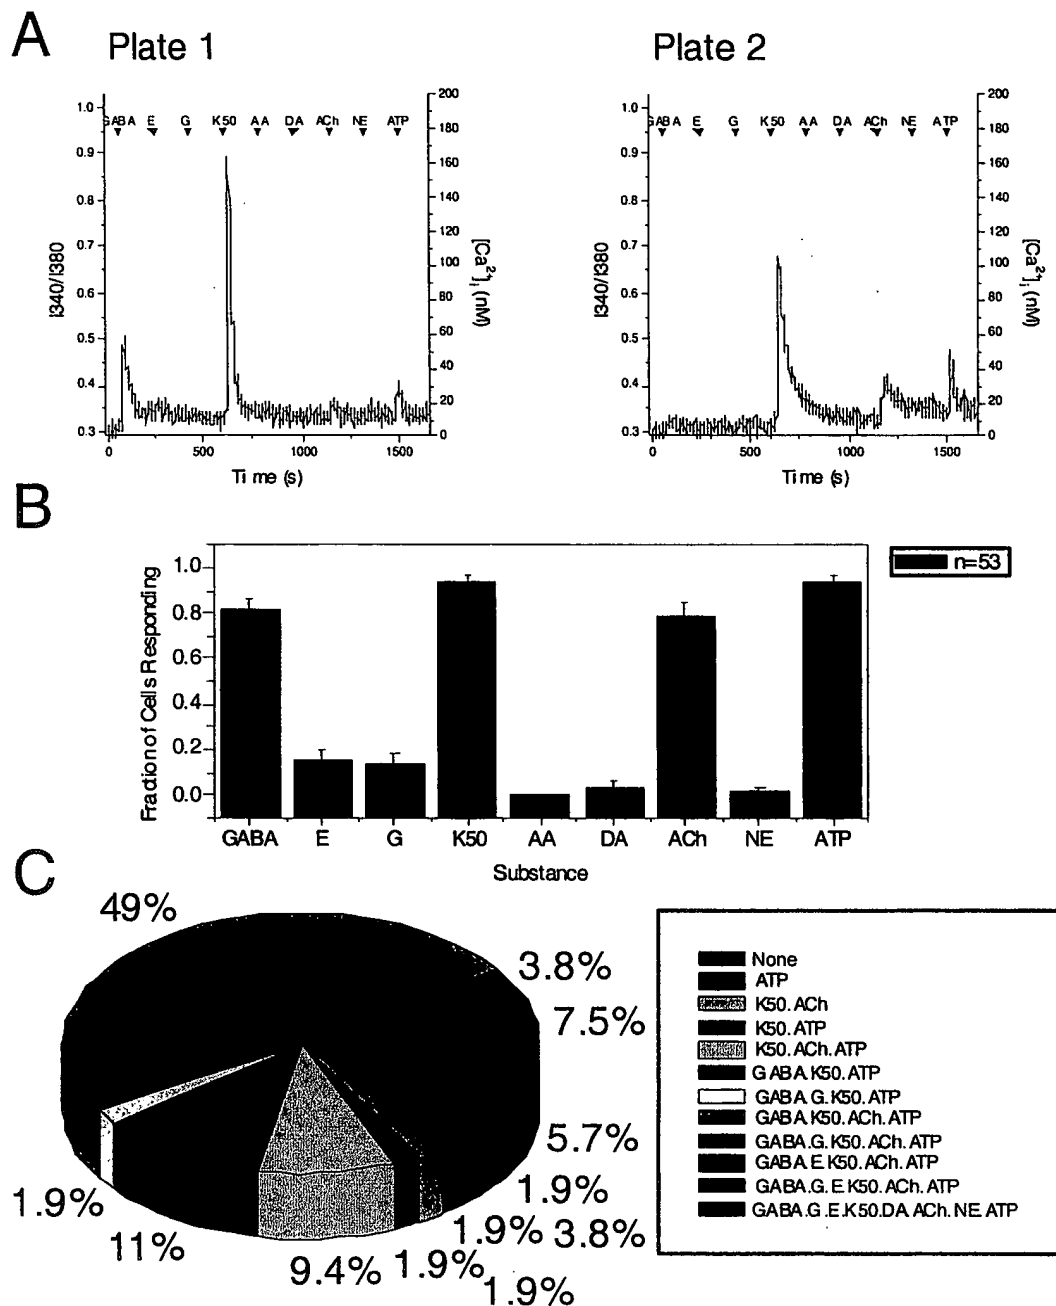 A
Plate 1
Plate 2
GABA E G K50 AA DA ACh NE ATP
1.0
0.9
0.8
0.7
0.6
0.5
0.4
0.3
I340/I380
200
180
160
140
120
100
80
60
40
20
0
[Ca2+]i (nM)
0 500 1000 1500
Time (s)
GABA E G K50 AA DA ACh NE ATP
1.0
0.9
0.8
0.7
0.6
0.5
0.4
0.3
I340/I380
200
180
160
140
120
100
80
60
40
20
0
[Ca2+]i (nM)
0 500 1000 1500
Time (s)
B
Fraction of Cells Responding
1.0
0.8
0.6
0.4
0.2
0.0
n=53
GABA E G K50 AA DA ACh NE ATP
Substance
C
49%
3.8%
7.5%
5.7%
1.9%
3.8%
1.9%
1.9%
1.9%
9.4%
11%
1.9%
None
ATP
K50.ACh
K50.ATP
K50.ACh.ATP
GABA.K50.ATP
GABA.G.K50.ATP
GABA.K50.ACh.ATP
GABA.G.K50.ACh.ATP
GABA.E.K50.ACh.ATP
GABA.G.E.K50.ACh.ATP
GABA.G.E.K50.DA.ACh.NE.ATP